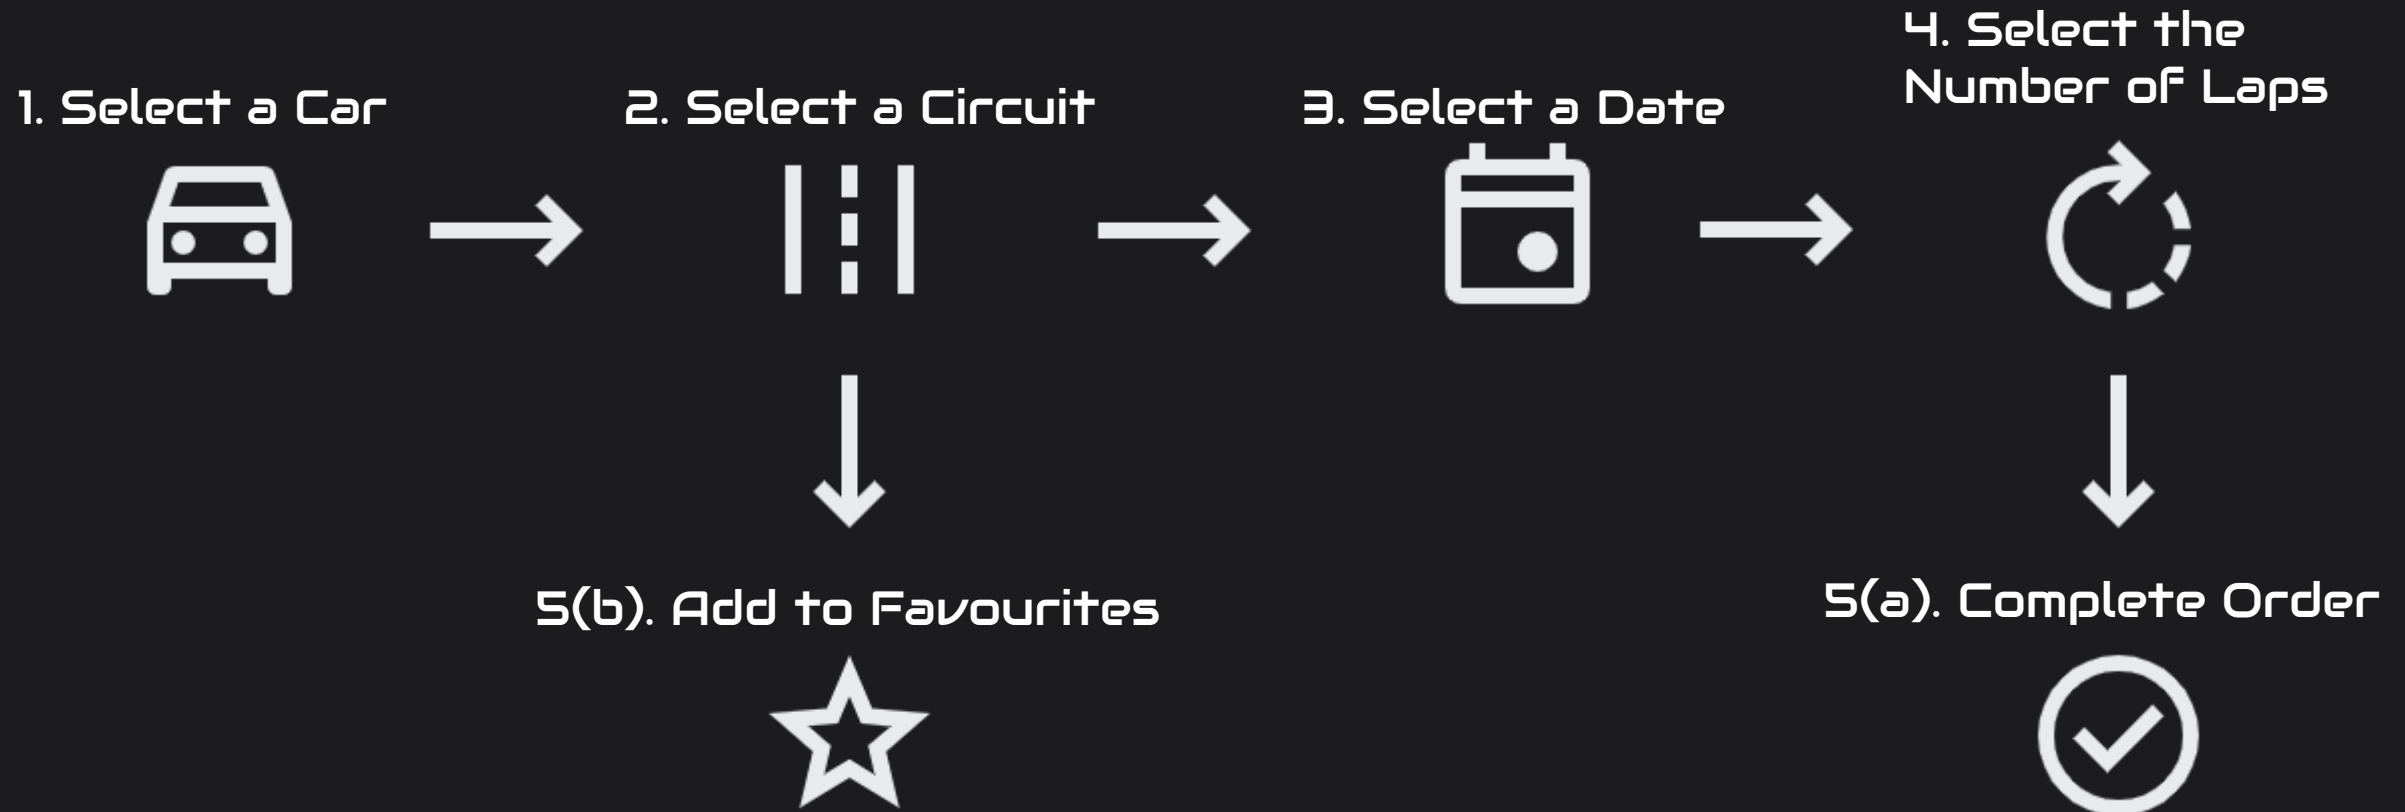 1. Select a Car
2. Select a Circuit
3. Select a Date
4. Select the
Number of Laps
5(b). Add to Favourites
5(a). Complete Order